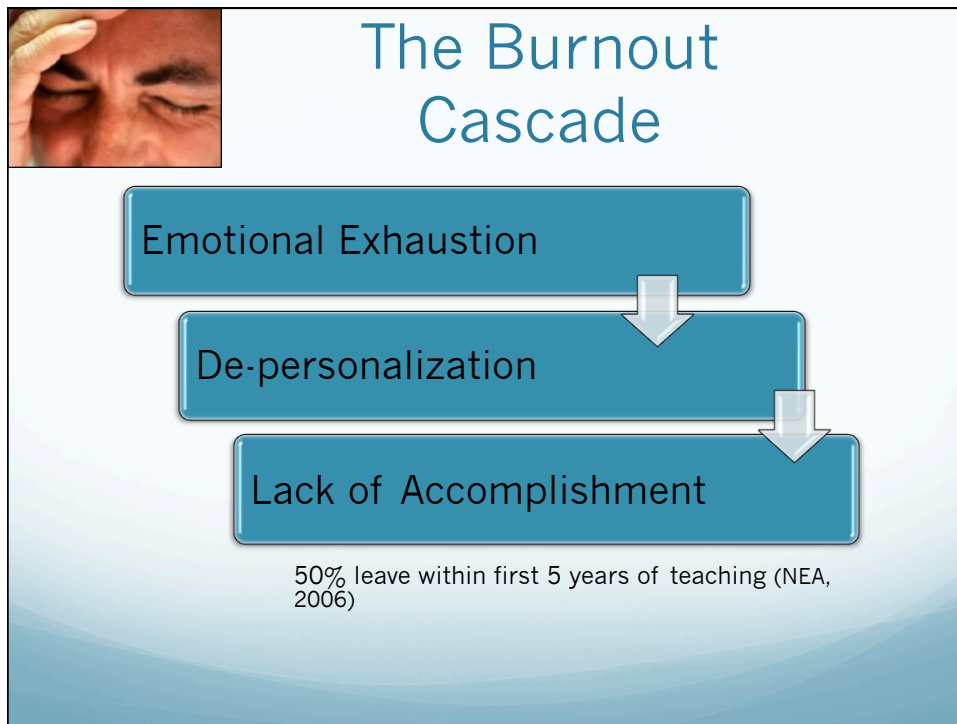 The Burnout
Cascade
Emotional Exhaustion
De-personalization
Lack of Accomplishment
50% leave within first 5 years of teaching (NEA,
2006)